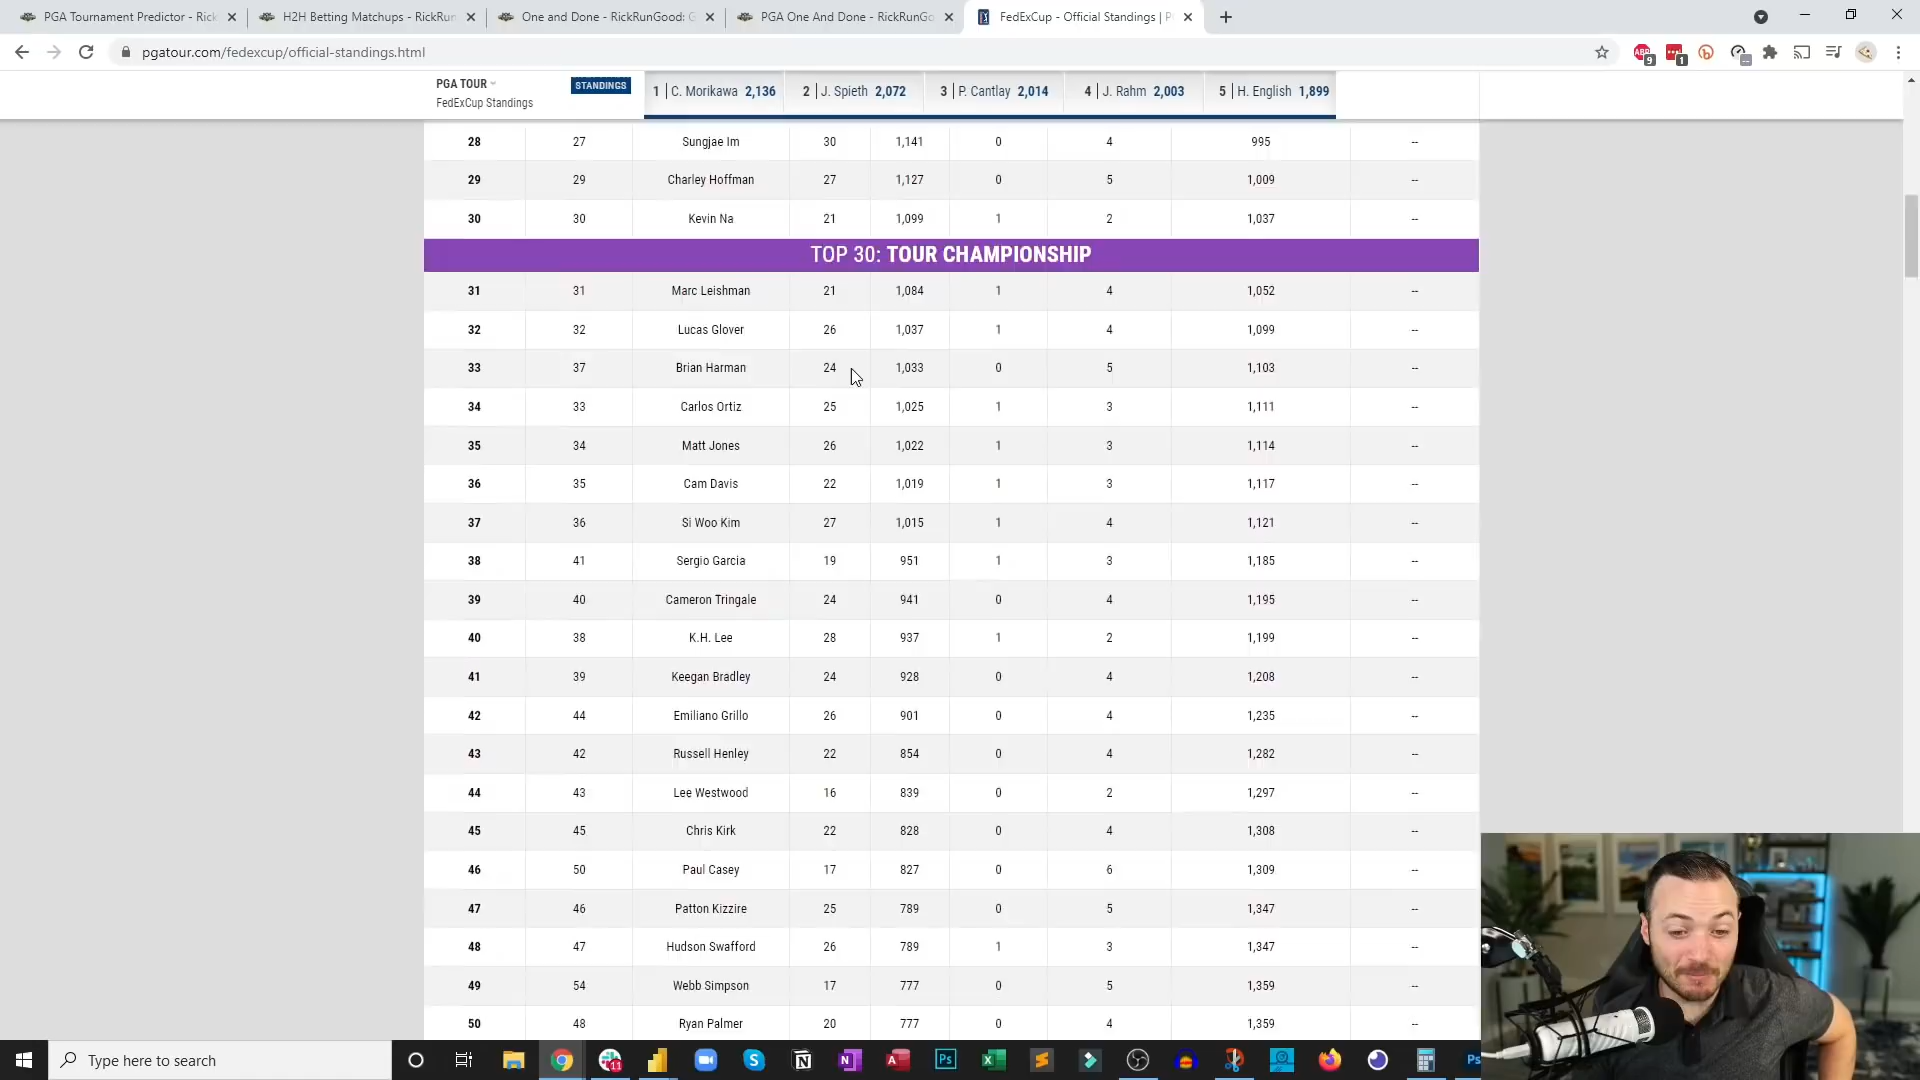 PGA Tournament Predictor - Rick
H2H Betting Matchups - RickRun
One and Done - RickRunGood: G
PGA One And Done - RickRunGo
FedExCup - Official Standings | P
pgatour.com/fedexcup/official-standings.html
9
1
PGA TOUR
FedExCup Standings
STANDINGS
1 | C. Morikawa 2,136
2 | J. Spieth 2,072
3 | P. Cantlay 2,014
4 | J. Rahm 2,003
5 | H. English 1,899
28 27 Sungjae Im 30 1,141 0 4 995 --
29 29 Charley Hoffman 27 1,127 0 5 1,009 --
30 30 Kevin Na 21 1,099 1 2 1,037 --
TOP 30: TOUR CHAMPIONSHIP
31 31 Marc Leishman 21 1,084 1 4 1,052 --
32 32 Lucas Glover 26 1,037 1 4 1,099 --
33 37 Brian Harman 24 1,033 0 5 1,103 --
34 33 Carlos Ortiz 25 1,025 1 3 1,111 --
35 34 Matt Jones 26 1,022 1 3 1,114 --
36 35 Cam Davis 22 1,019 1 3 1,117 --
37 36 Si Woo Kim 27 1,015 1 4 1,121 --
38 41 Sergio Garcia 19 951 1 3 1,185 --
39 40 Cameron Tringale 24 941 0 4 1,195 --
40 38 K.H. Lee 28 937 1 2 1,199 --
41 39 Keegan Bradley 24 928 0 4 1,208 --
42 44 Emiliano Grillo 26 901 0 4 1,235 --
43 42 Russell Henley 22 854 0 4 1,282 --
44 43 Lee Westwood 16 839 0 2 1,297 --
45 45 Chris Kirk 22 828 0 4 1,308 --
46 50 Paul Casey 17 827 0 6 1,309 --
47 46 Patton Kizzire 25 789 0 5 1,347 --
48 47 Hudson Swafford 26 789 1 3 1,347 --
49 54 Webb Simpson 17 777 0 5 1,359 --
50 48 Ryan Palmer 20 777 0 4 1,359 --
Type here to search
11
Ps
Ps